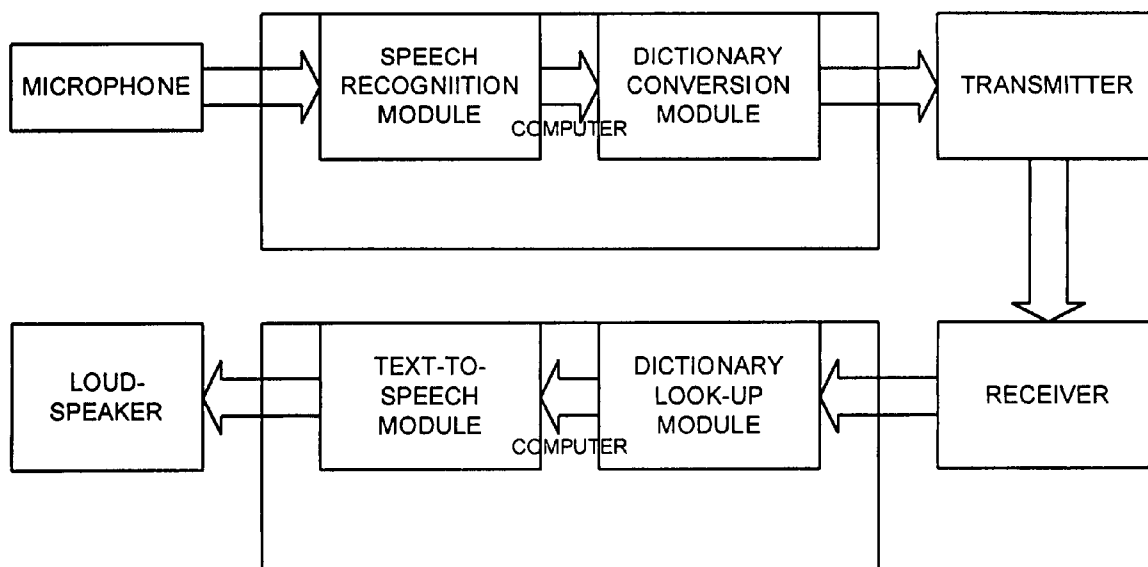 MICROPHONE
SPEECH
RECOGNIITION
MODULE
COMPUTER
DICTIONARY
CONVERSION
MODULE
TRANSMITTER
LOUD-
SPEAKER
TEXT-TO-
SPEECH
MODULE
COMPUTER
DICTIONARY
LOOK-UP
MODULE
RECEIVER